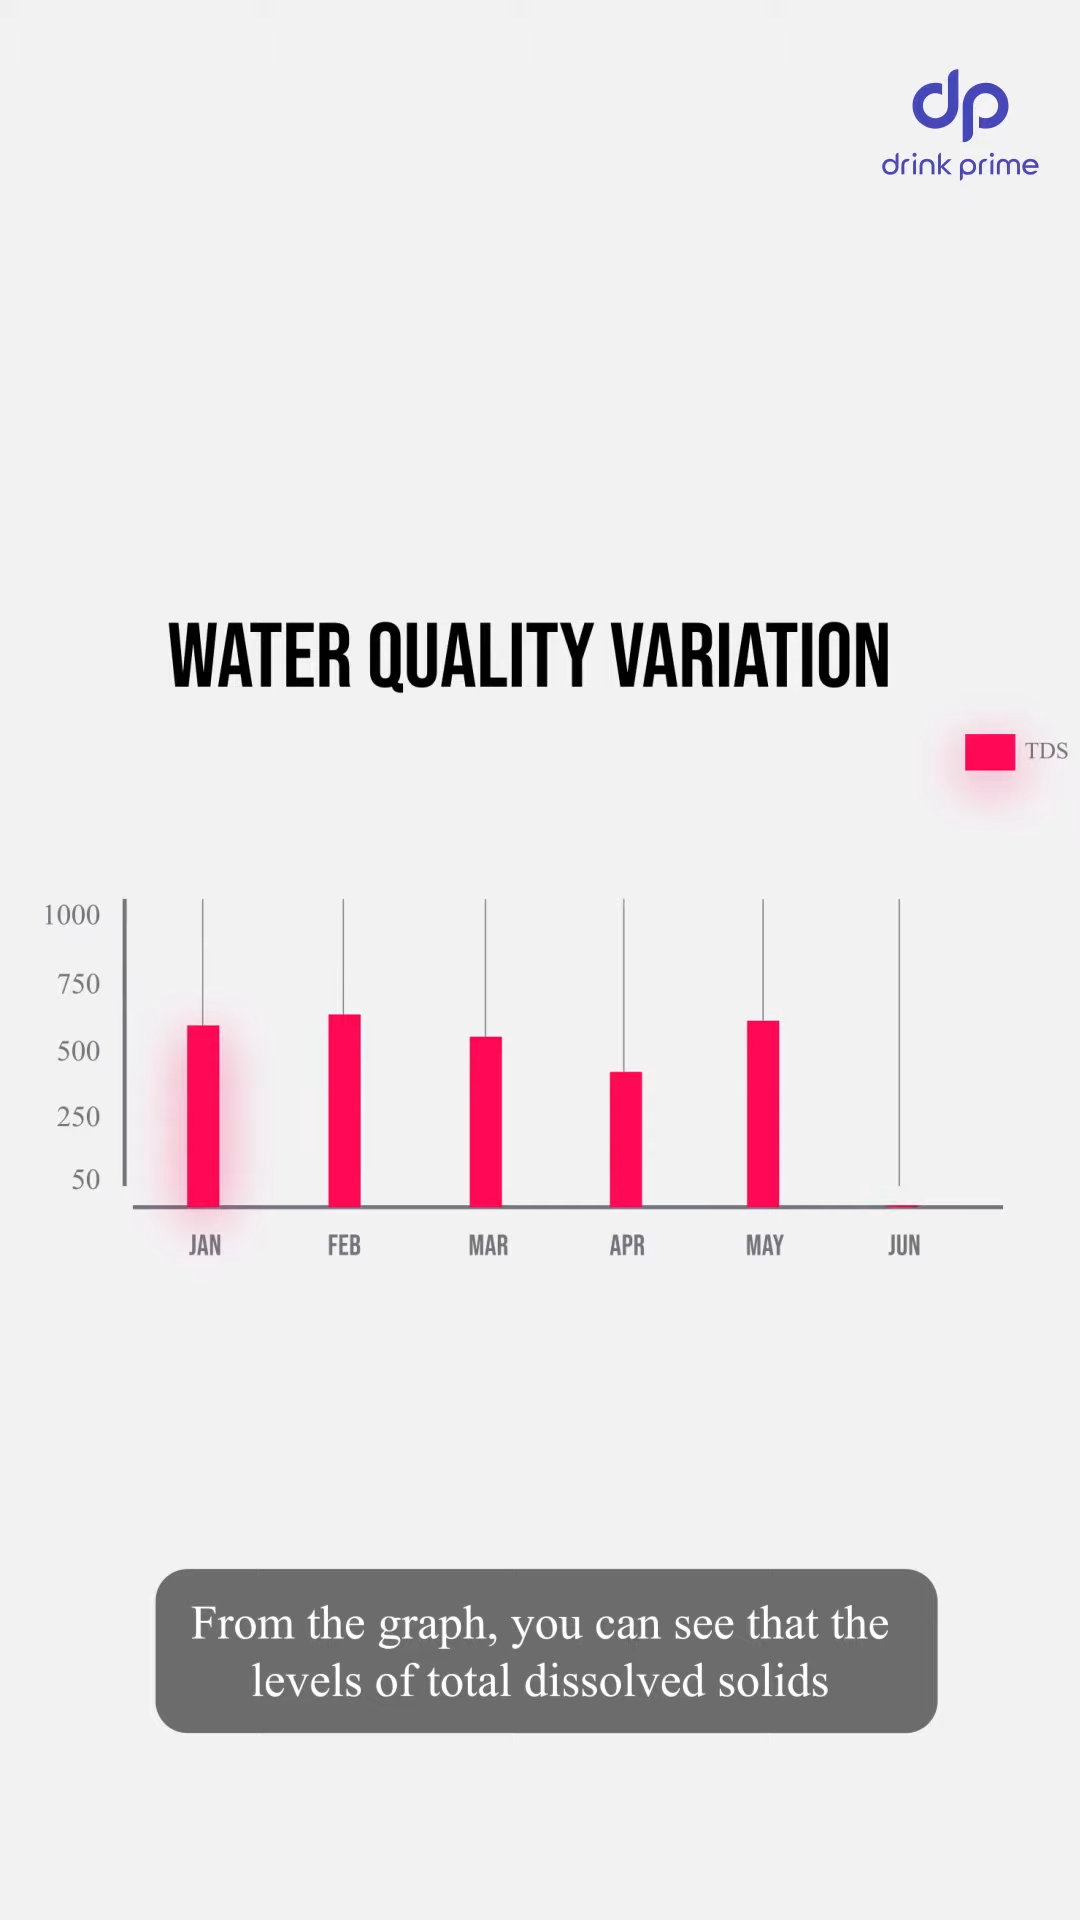 dp
drink prime
WATER QUALITY VARIATION
TDS
1000
750
500
250
50
JAN FEB MAR APR MAY JUN
From the graph, you can see that the
levels of total dissolved solids